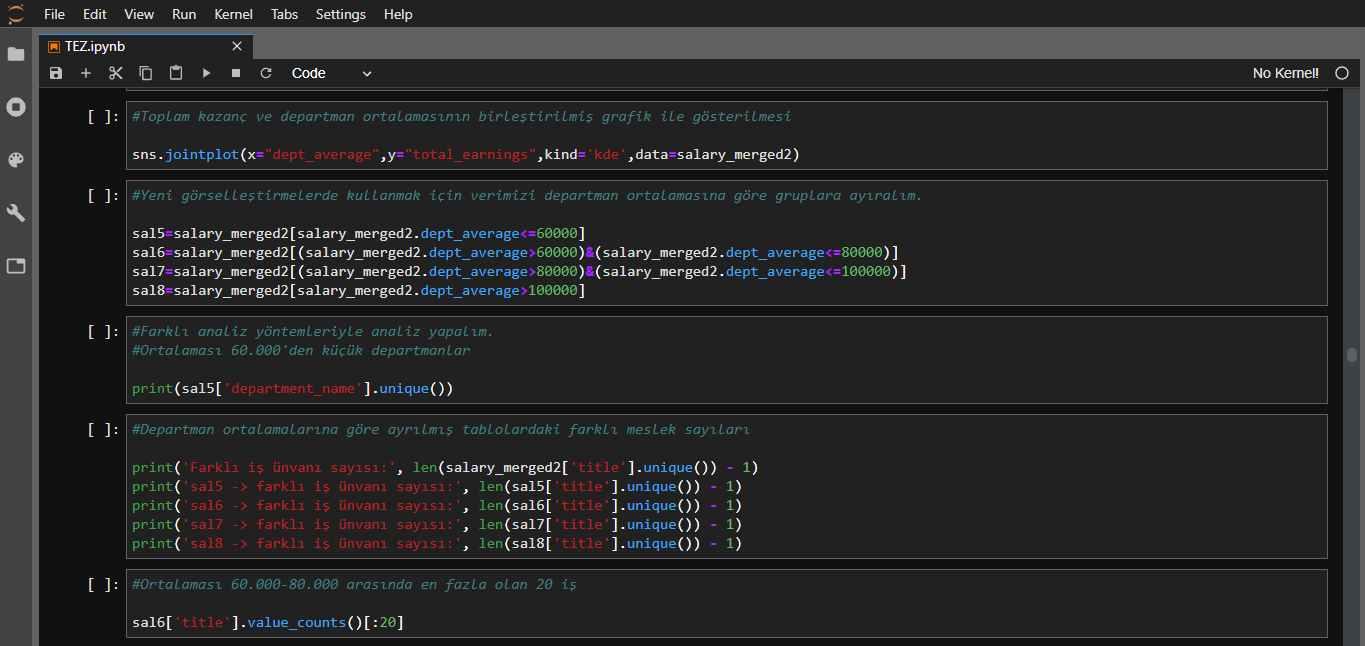 File Edit View Run Kernel Tabs Settings Help
TEZ.ipynb
Code
No Kernel!
[ ]:
#Toplam kazanç ve departman ortalamasının birleştirilmiş grafik ile gösterilmesi
sns.jointplot(x="dept_average",y="total_earnings",kind='kde',data=salary_merged2)
[ ]:
#Yeni görselleştirmelerde kullanmak için verimizi departman ortalamasına göre gruplara ayıralım.
sal5=salary_merged2[salary_merged2.dept_average<=60000]
sal6=salary_merged2[(salary_merged2.dept_average>60000)&(salary_merged2.dept_average<=80000)]
sal7=salary_merged2[(salary_merged2.dept_average>80000)&(salary_merged2.dept_average<=100000)]
sal8=salary_merged2[salary_merged2.dept_average>100000]
[ ]:
#Farklı analiz yöntemleriyle analiz yapalım.
#Ortalaması 60.000'den küçük departmanlar
print(sal5['department_name'].unique())
[ ]:
#Departman ortalamalarına göre ayrılmış tablolardaki farklı meslek sayıları
print('Farklı iş ünvanı sayısı:', len(salary_merged2['title'].unique()) - 1)
print('sal5 -> farklı iş ünvanı sayısı:', len(sal5['title'].unique()) - 1)
print('sal6 -> farklı iş ünvanı sayısı:', len(sal6['title'].unique()) - 1)
print('sal7 -> farklı iş ünvanı sayısı:', len(sal7['title'].unique()) - 1)
print('sal8 -> farklı iş ünvanı sayısı:', len(sal8['title'].unique()) - 1)
[ ]:
#Ortalaması 60.000-80.000 arasında en fazla olan 20 iş
sal6['title'].value_counts()[:20]